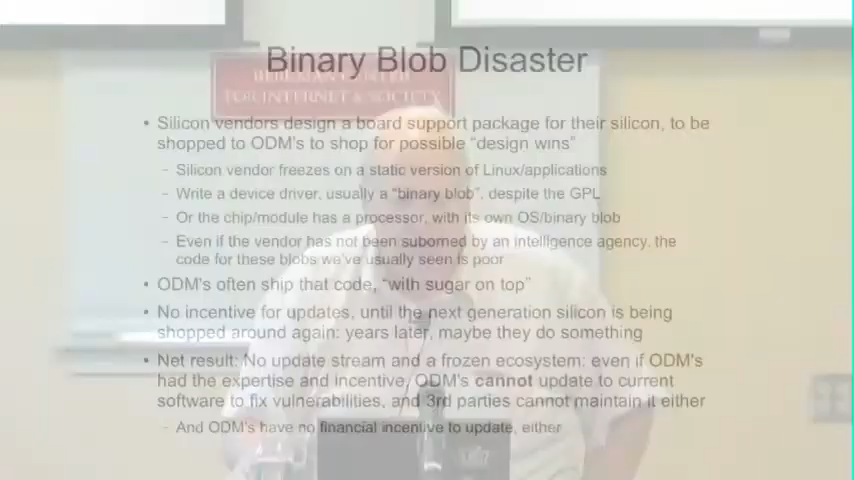 Binary Blob Disaster
BERKMAN CENTER
FOR INTERNET & SOCIETY
• Silicon vendors design a board support package for their silicon, to be
shopped to ODM's to shop for possible “design wins”
– Silicon vendor freezes on a static version of Linux/applications
– Write a device driver, usually a “binary blob”, despite the GPL
– Or the chip/module has a processor, with its own OS/binary blob
– Even if the vendor has not been suborned by an intelligence agency, the
code for these blobs we've usually seen is poor
• ODM's often ship that code, “with sugar on top”
• No incentive for updates, until the next generation silicon is being
shopped around again: years later, maybe they do something
• Net result: No update stream and a frozen ecosystem: even if ODM's
had the expertise and incentive, ODM's cannot update to current
software to fix vulnerabilities, and 3rd parties cannot maintain it either
– And ODM's have no financial incentive to update, either